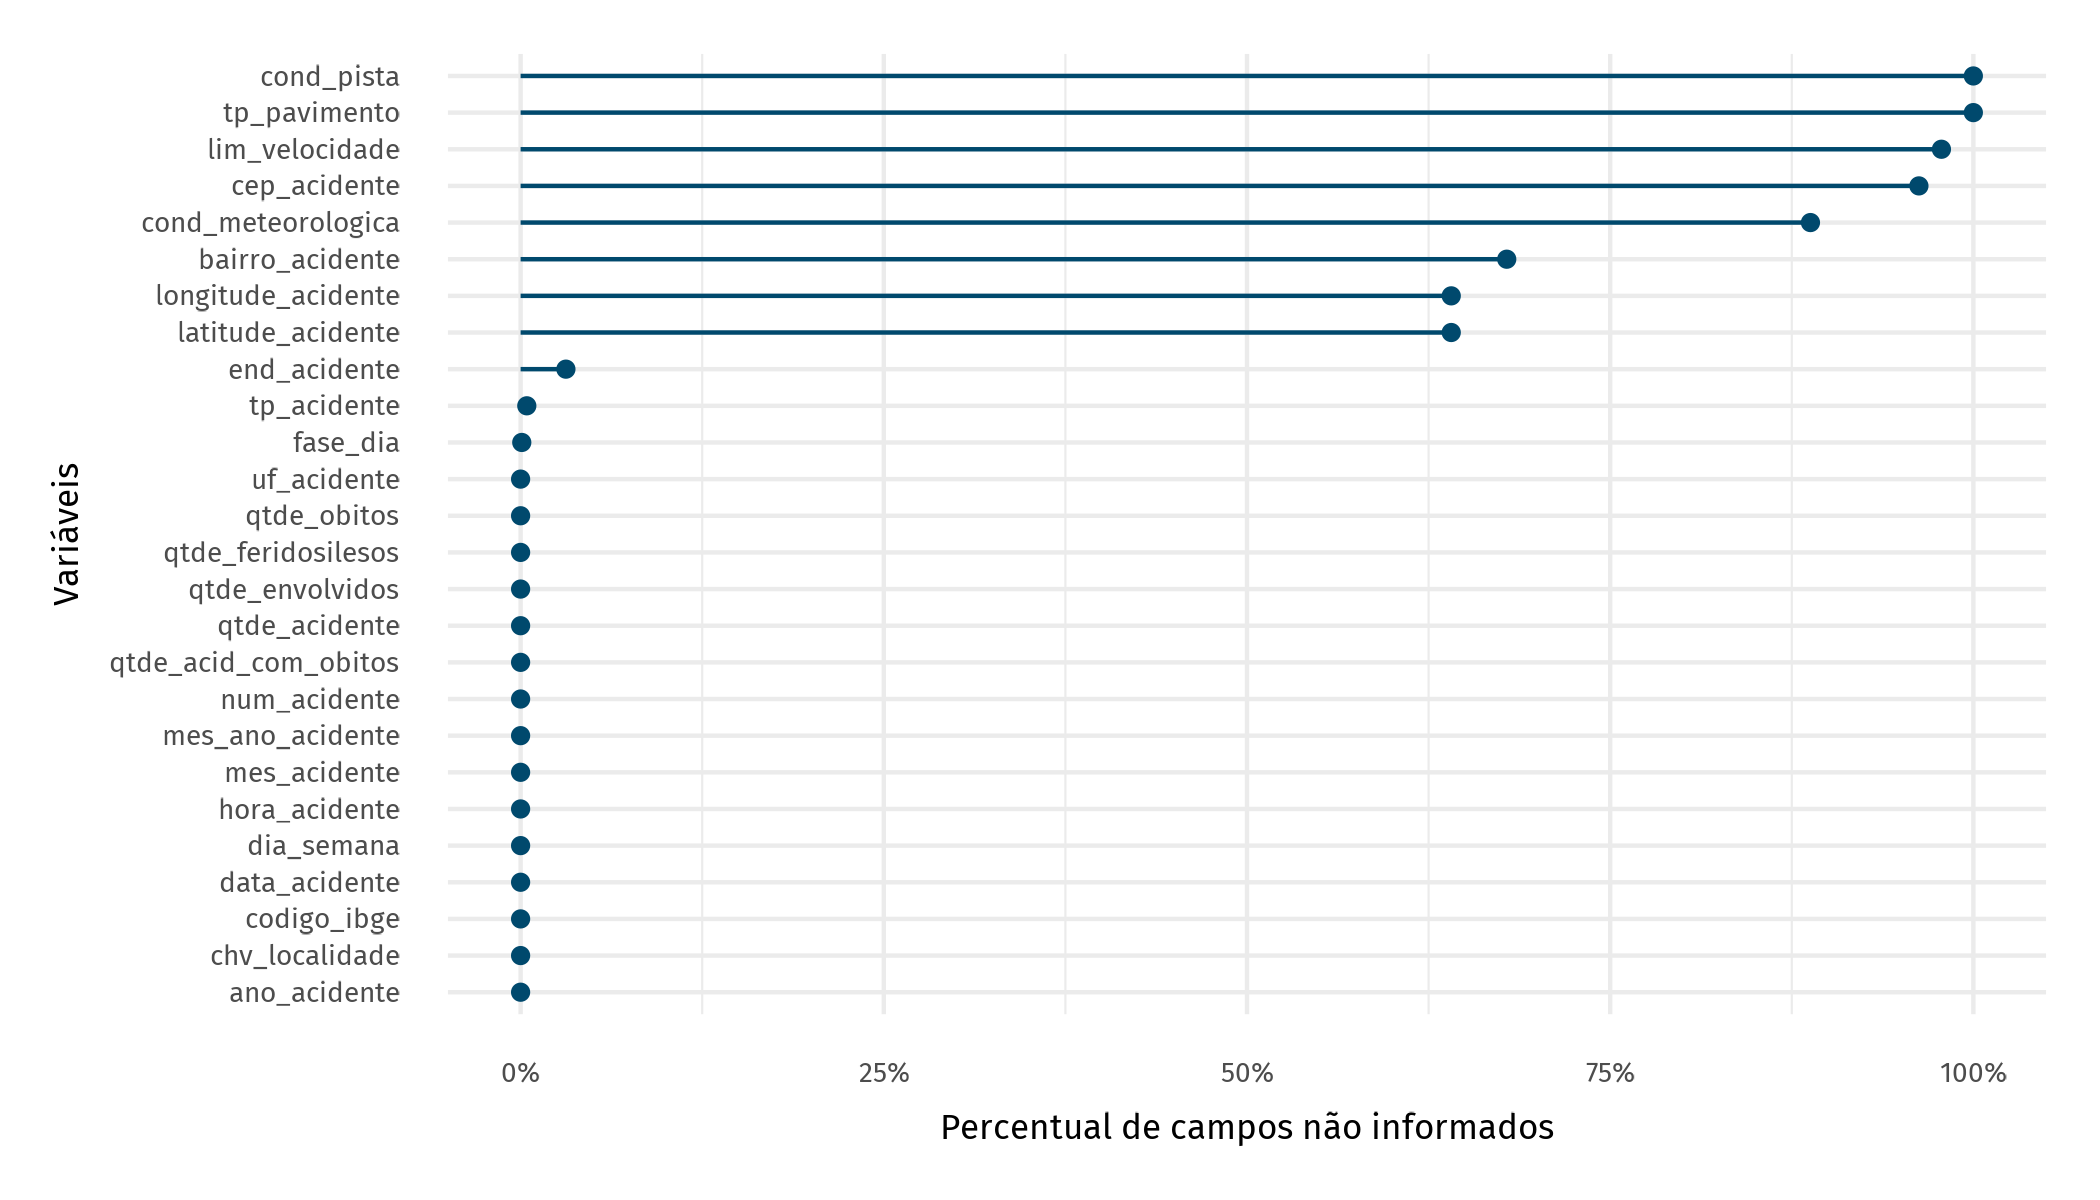 cond_pista
tp_pavimento
lim_velocidade
cep_acidente
cond_meteorologica
bairro_acidente
longitude_acidente
latitude_acidente
end_acidente
tp_acidente
fase_dia
uf_acidente
qtde_obitos
qtde_feridosilesos
qtde_envolvidos
qtde_acidente
qtde_acid_com_obitos
num_acidente
mes_ano_acidente
mes_acidente
hora_acidente
dia_semana
data_acidente
codigo_ibge
chv_localidade
ano_acidente
Variáveis
0% 25% 50% 75% 100%
Percentual de campos não informados